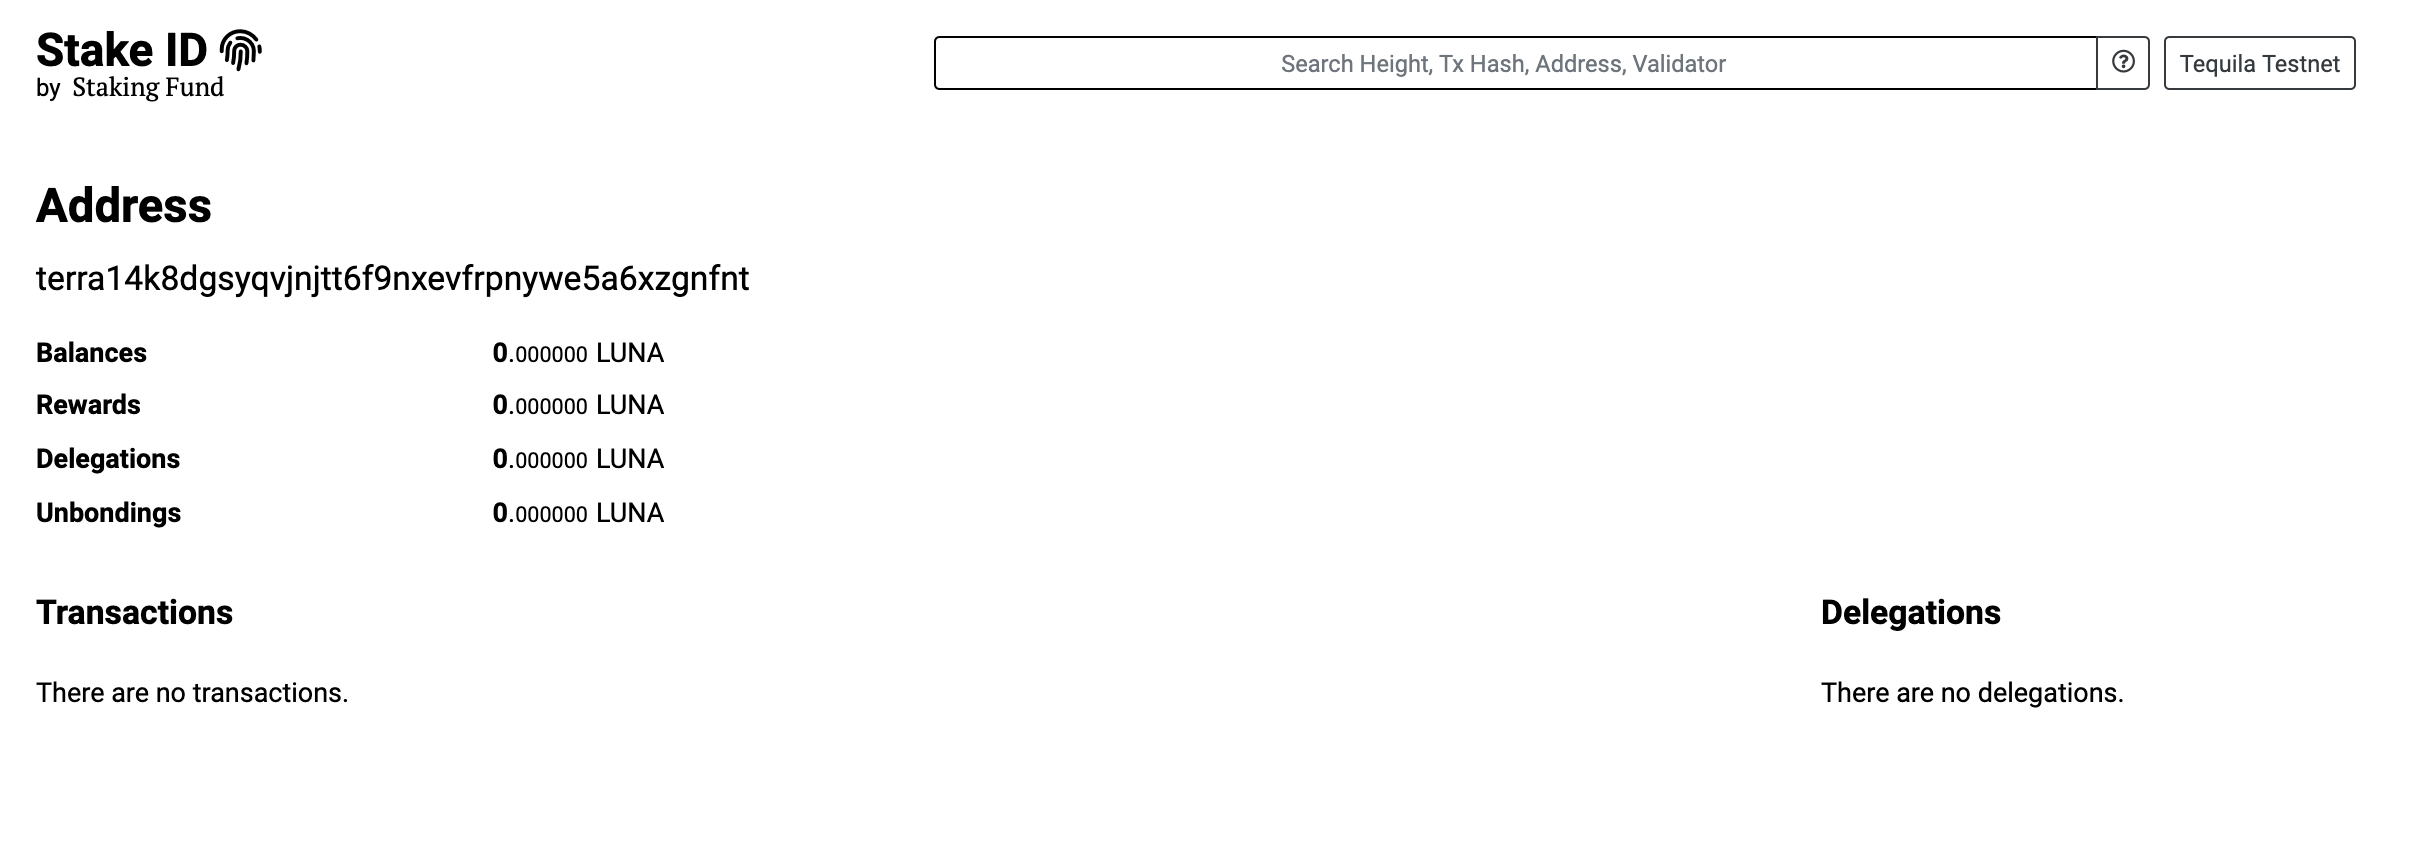 Stake ID
by Staking Fund
Search Height, Tx Hash, Address, Validator
Tequila Testnet
Address
terra14k8dgsyqvjnjtt6f9nxevfrpnywe5a6xzgnfnt
Balances 0.000000 LUNA
Rewards 0.000000 LUNA
Delegations 0.000000 LUNA
Unbondings 0.000000 LUNA
Transactions
There are no transactions.
Delegations
There are no delegations.